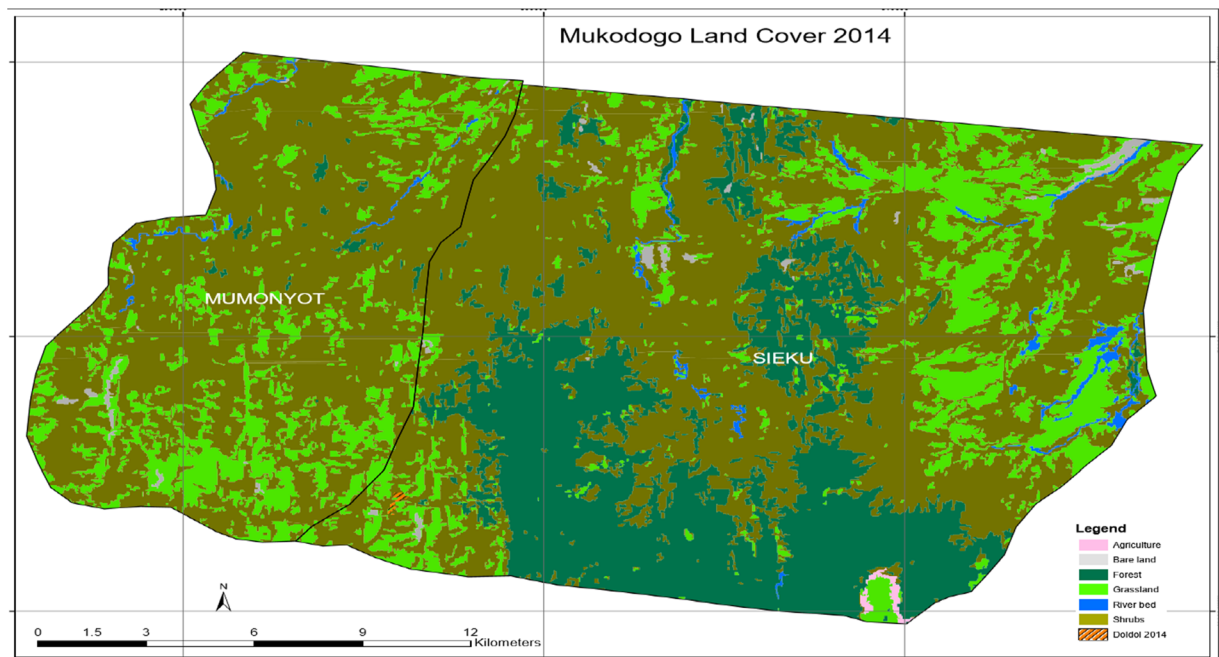 Mukodogo Land Cover 2014
MUMONYOT
SIEKU
Legend
Agriculture
Bare land
Forest
Grassland
River bed
Shrubs
Doldol 2014
N
0 1.5 3 6 9 12
Kilometers